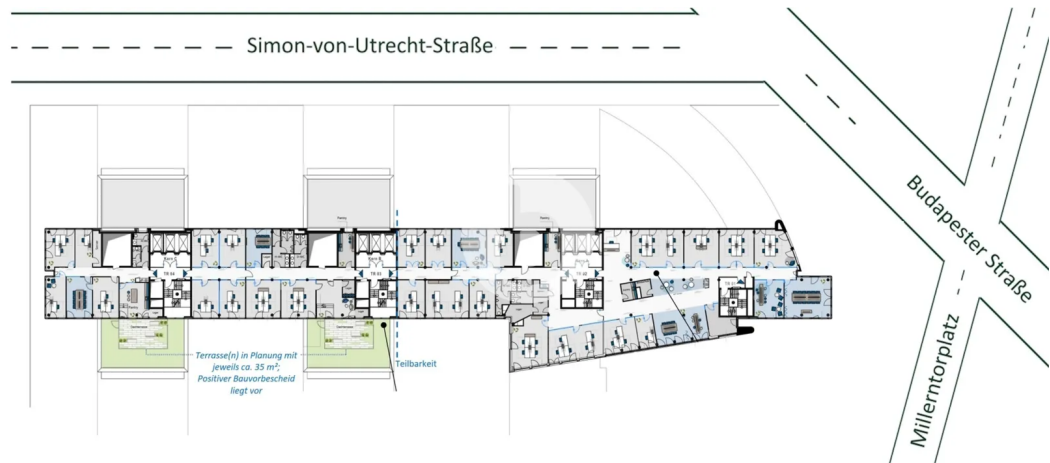 Simon-von-Utrecht-Straße
Budapester Straße
Millerntorplatz
Terrasse(n) in Planung mit
jeweils ca. 35 m²;
Positiver Bauvorbescheid
liegt vor
Teilbarkeit